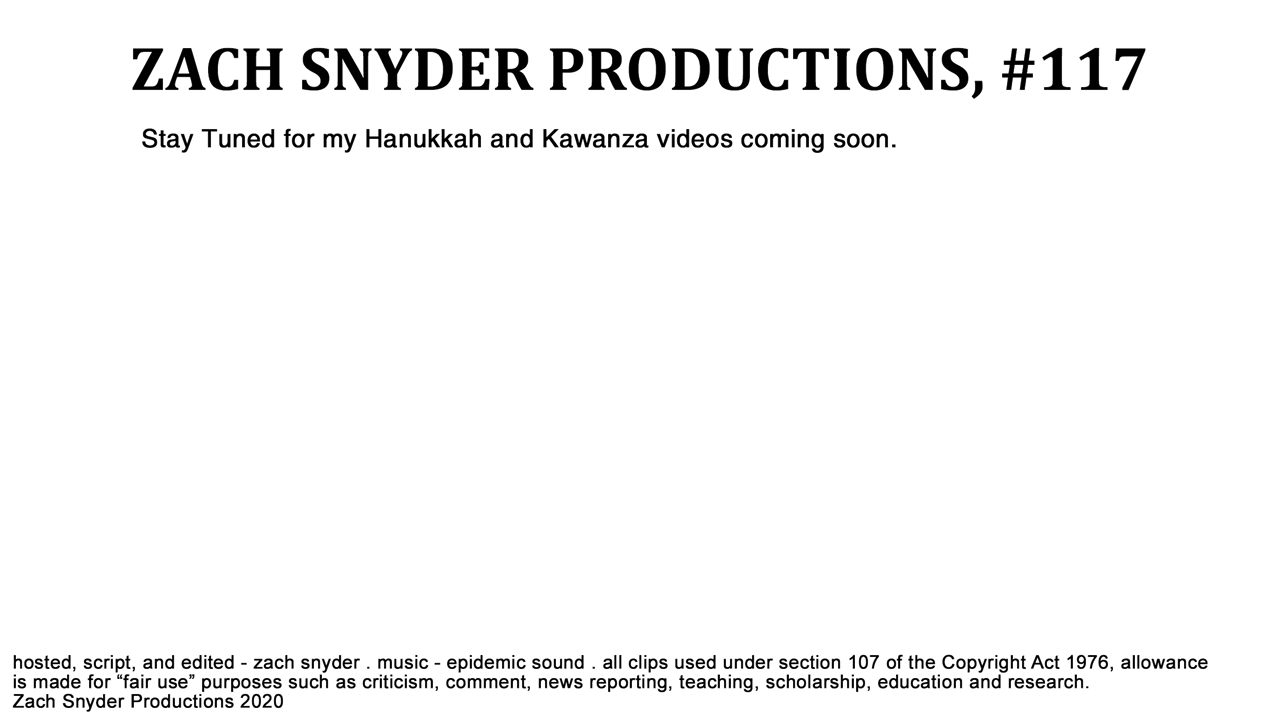 ZACH SNYDER PRODUCTIONS, #117
Stay Tuned for my Hanukkah and Kawanza videos coming soon.
hosted, script, and edited - zach snyder . music - epidemic sound . all clips used under section 107 of the Copyright Act 1976, allowance
is made for “fair use” purposes such as criticism, comment, news reporting, teaching, scholarship, education and research.
Zach Snyder Productions 2020